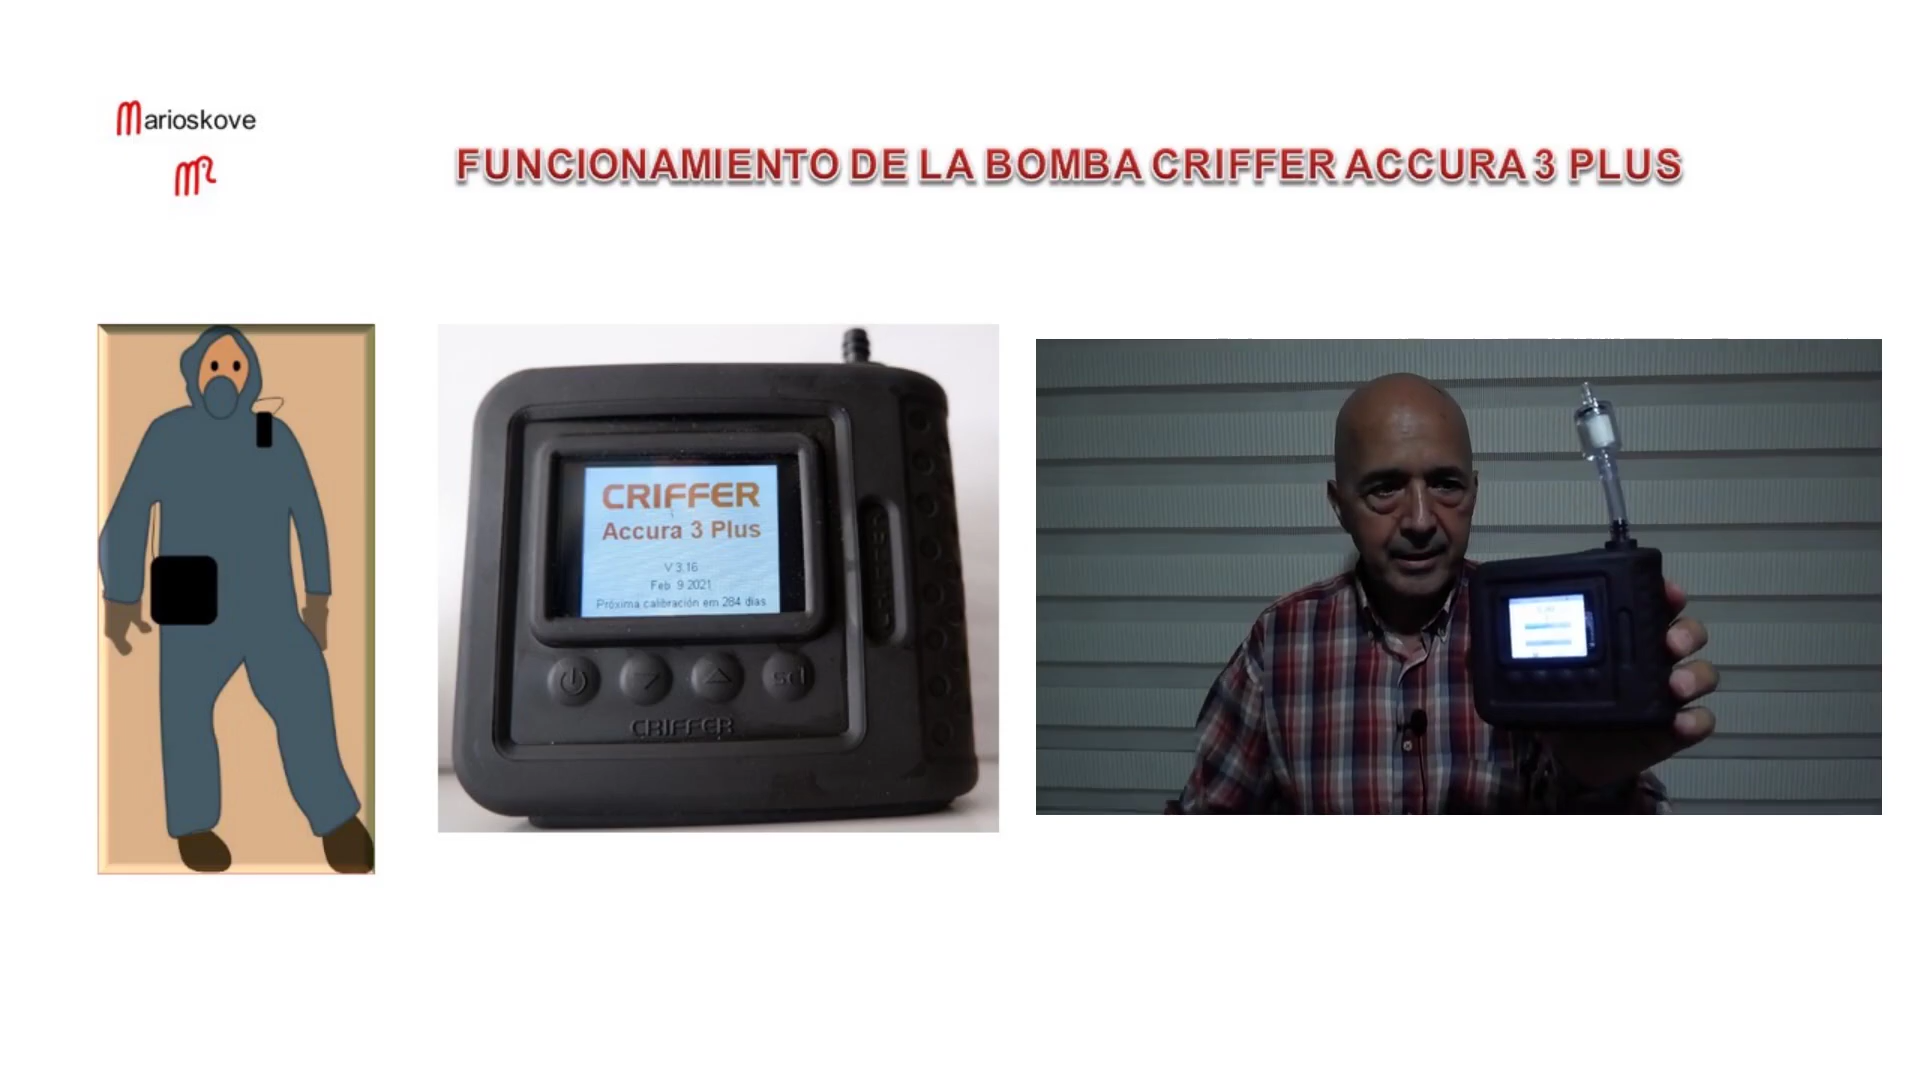 Marioskove
FUNCIONAMIENTO DE LA BOMBA CRIFFER ACCURA 3 PLUS
CRIFFER
Accura 3 Plus
V 3.16
Feb 9 2021
Próxima calibración em 284 dias
CRIFFER